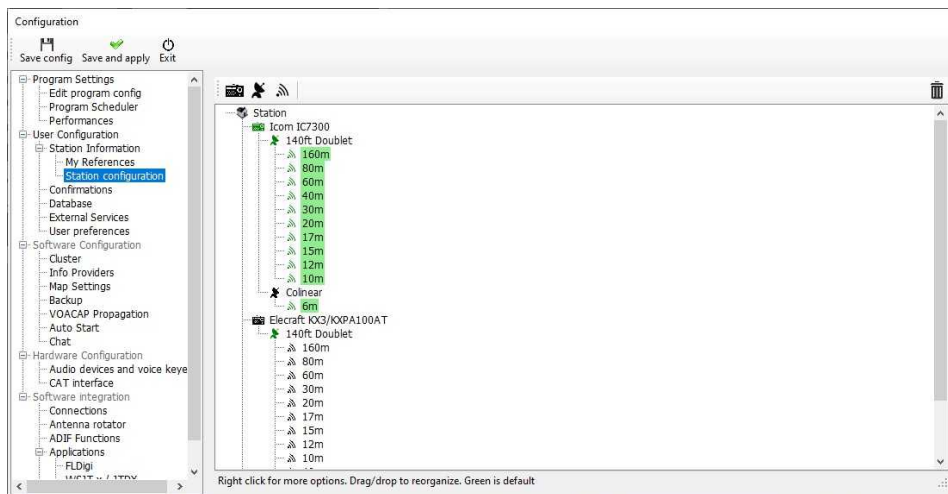 Configuration
Save config Save and apply Exit
Program Settings
Edit program config
Program Scheduler
Performances
User Configuration
Station Information
My References
Station configuration
Confirmations
Database
External Services
User preferences
Software Configuration
Cluster
Info Providers
Map Settings
Backup
VOACAP Propagation
Auto Start
Chat
Hardware Configuration
Audio devices and voice keye
CAT interface
Software integration
Connections
Antenna rotator
ADIF Functions
Applications
FLDigi
WSJT-x / JTDX
Station
Icom IC7300
140ft Doublet
160m
80m
60m
40m
30m
20m
17m
15m
12m
10m
Colinear
6m
Elecraft KX3/KXPA100AT
140ft Doublet
160m
80m
60m
30m
20m
17m
15m
12m
10m
Right click for more options. Drag/drop to reorganize. Green is default